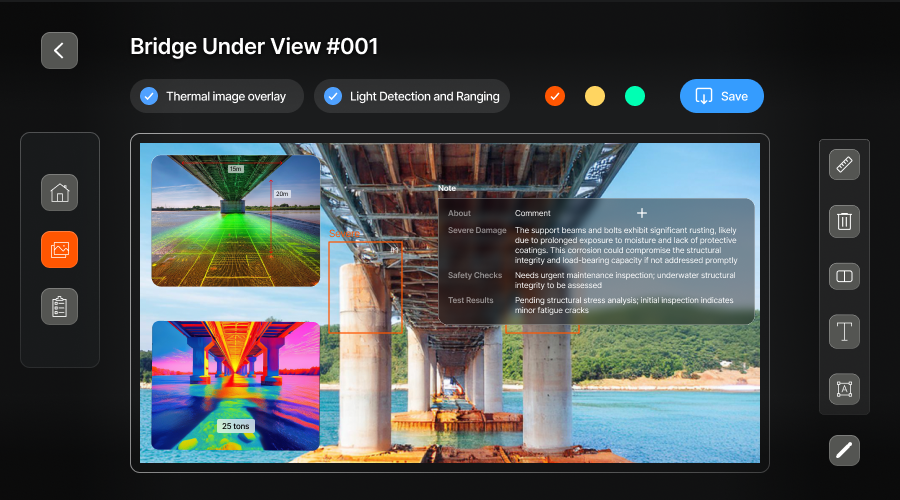 Bridge Under View #001
Thermal image overlay
Light Detection and Ranging
Save
15m
20m
Note
About
Comment
Severe Damage
The support beams and bolts exhibit significant rusting, likely
due to prolonged exposure to moisture and lack of protective
coatings. This corrosion could compromise the structural
integrity and load-bearing capacity if not addressed promptly
Safety Checks
Needs urgent maintenance inspection; underwater structural
integrity to be assessed
Test Results
Pending structural stress analysis; initial inspection indicates
minor fatigue cracks
25 tons
T
A